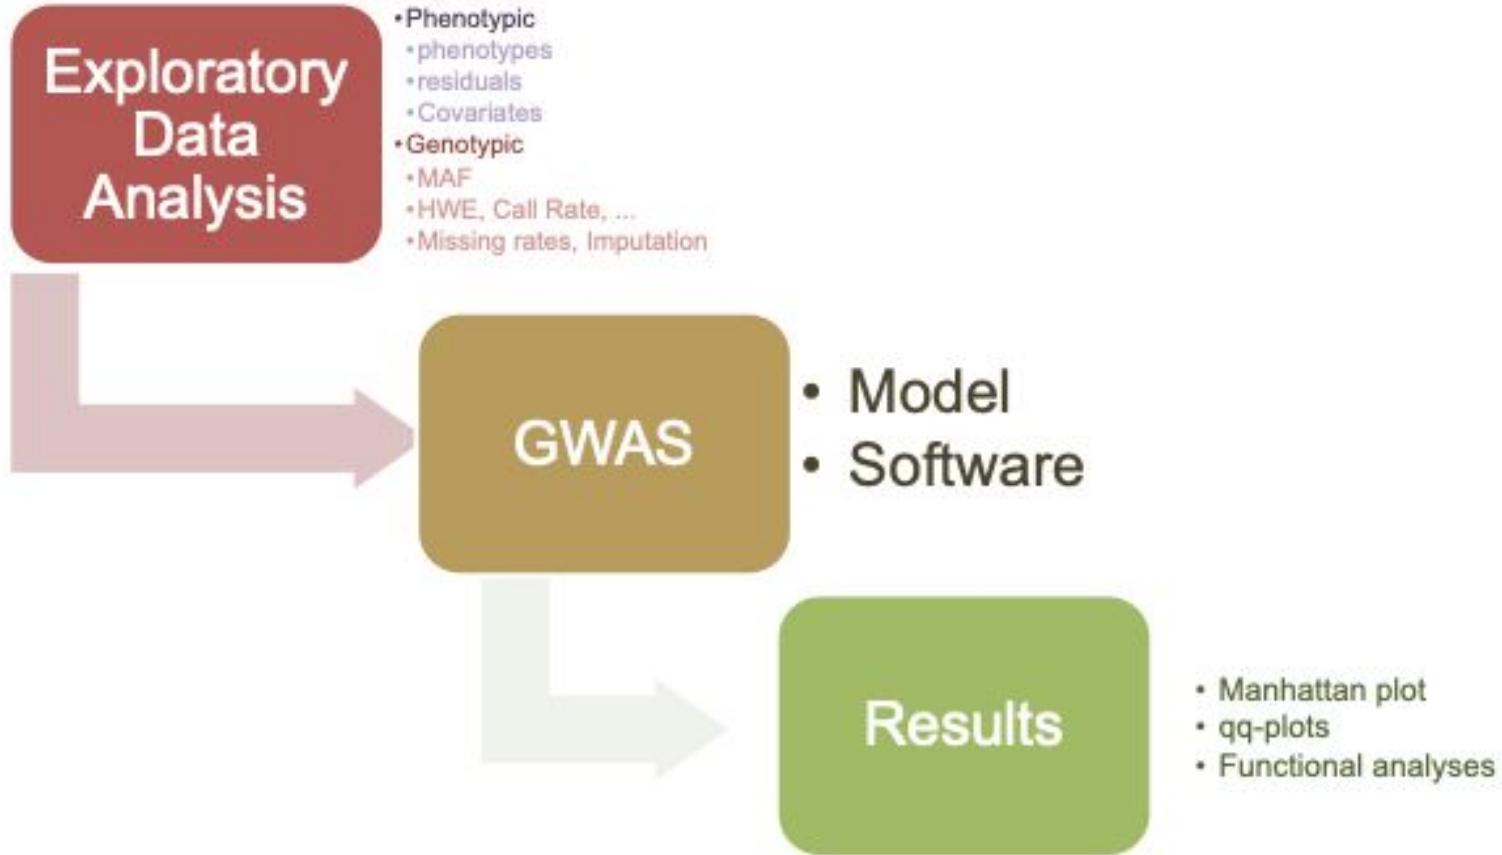 Exploratory
Data
Analysis
•Phenotypic
•phenotypes
•residuals
•Covariates
•Genotypic
•MAF
•HWE, Call Rate, ...
•Missing rates, Imputation
GWAS
• Model
• Software
Results
• Manhattan plot
• qq-plots
• Functional analyses